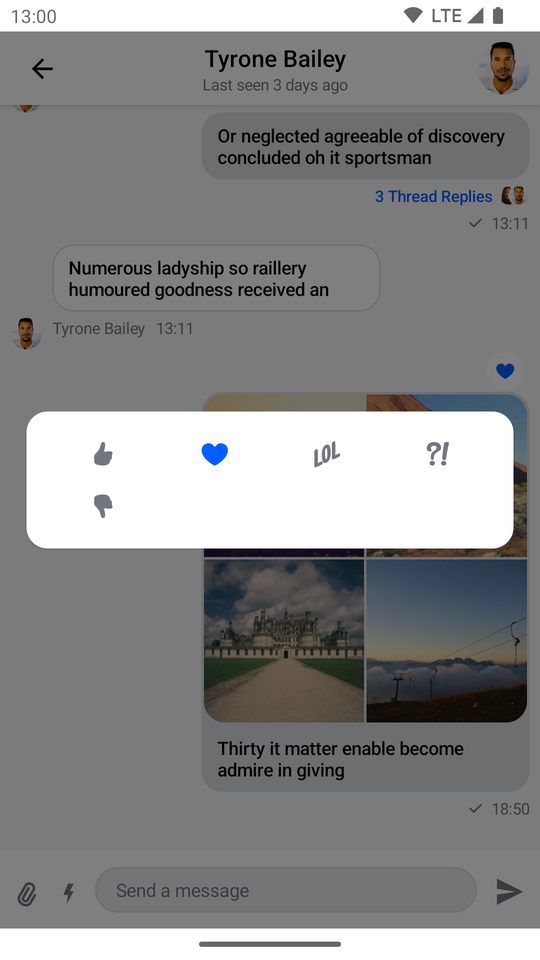 13:00
LTE
Tyrone Bailey
Last seen 3 days ago
Or neglected agreeable of discovery
concluded oh it sportsman
3 Thread Replies
13:11
Numerous ladyship so raillery
humoured goodness received an
Tyrone Bailey 13:11
LOL
?!
Thirty it matter enable become
admire in giving
18:50
Send a message